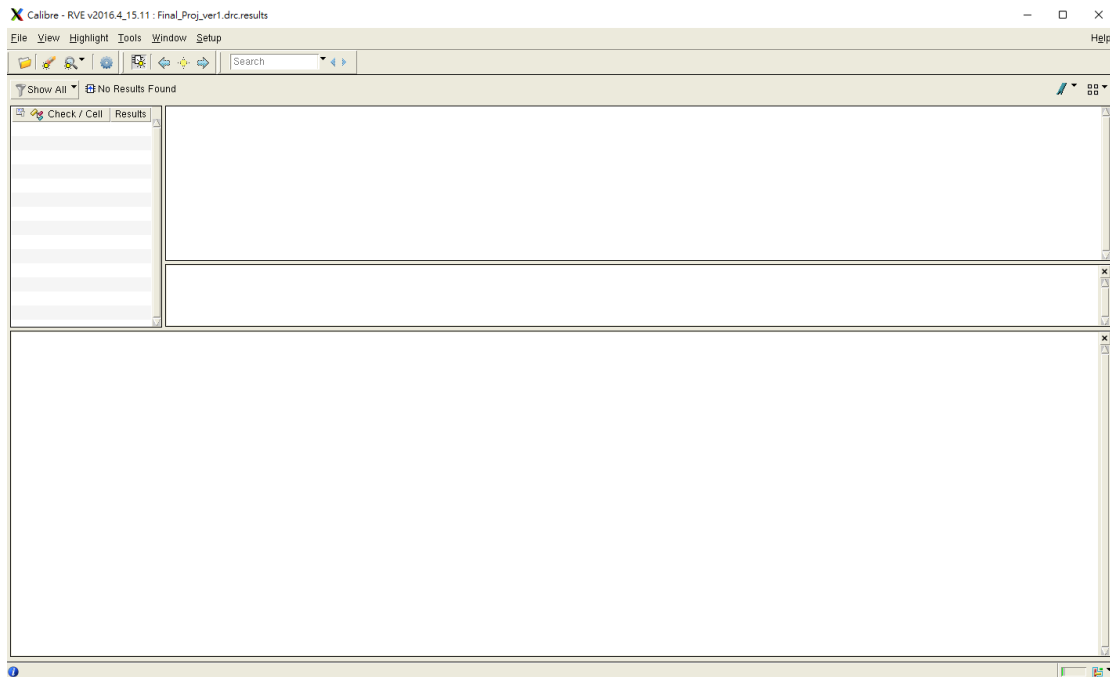 Calibre - RVE v2016.4_15.11 : Final_Proj_ver1.drc.results
File View Highlight Tools Window Setup Help
Search
Show All No Results Found
Check / Cell Results